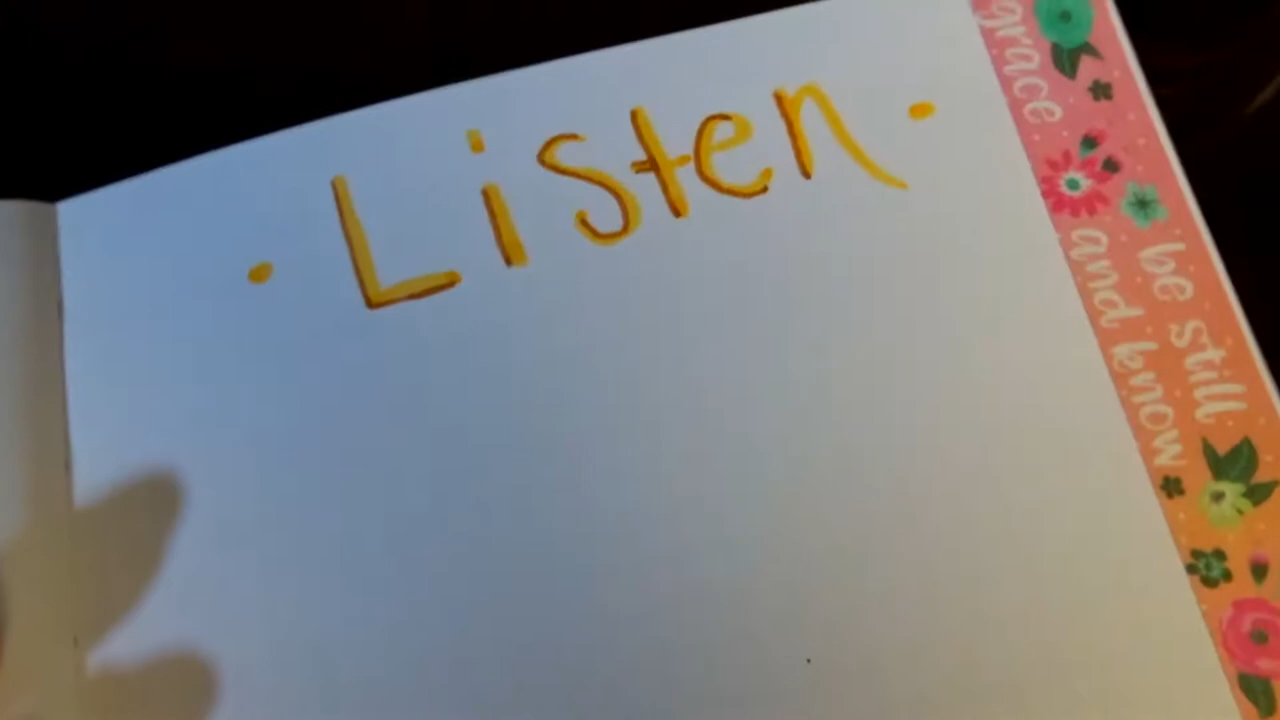 · Listen ·
grace
be still
and know